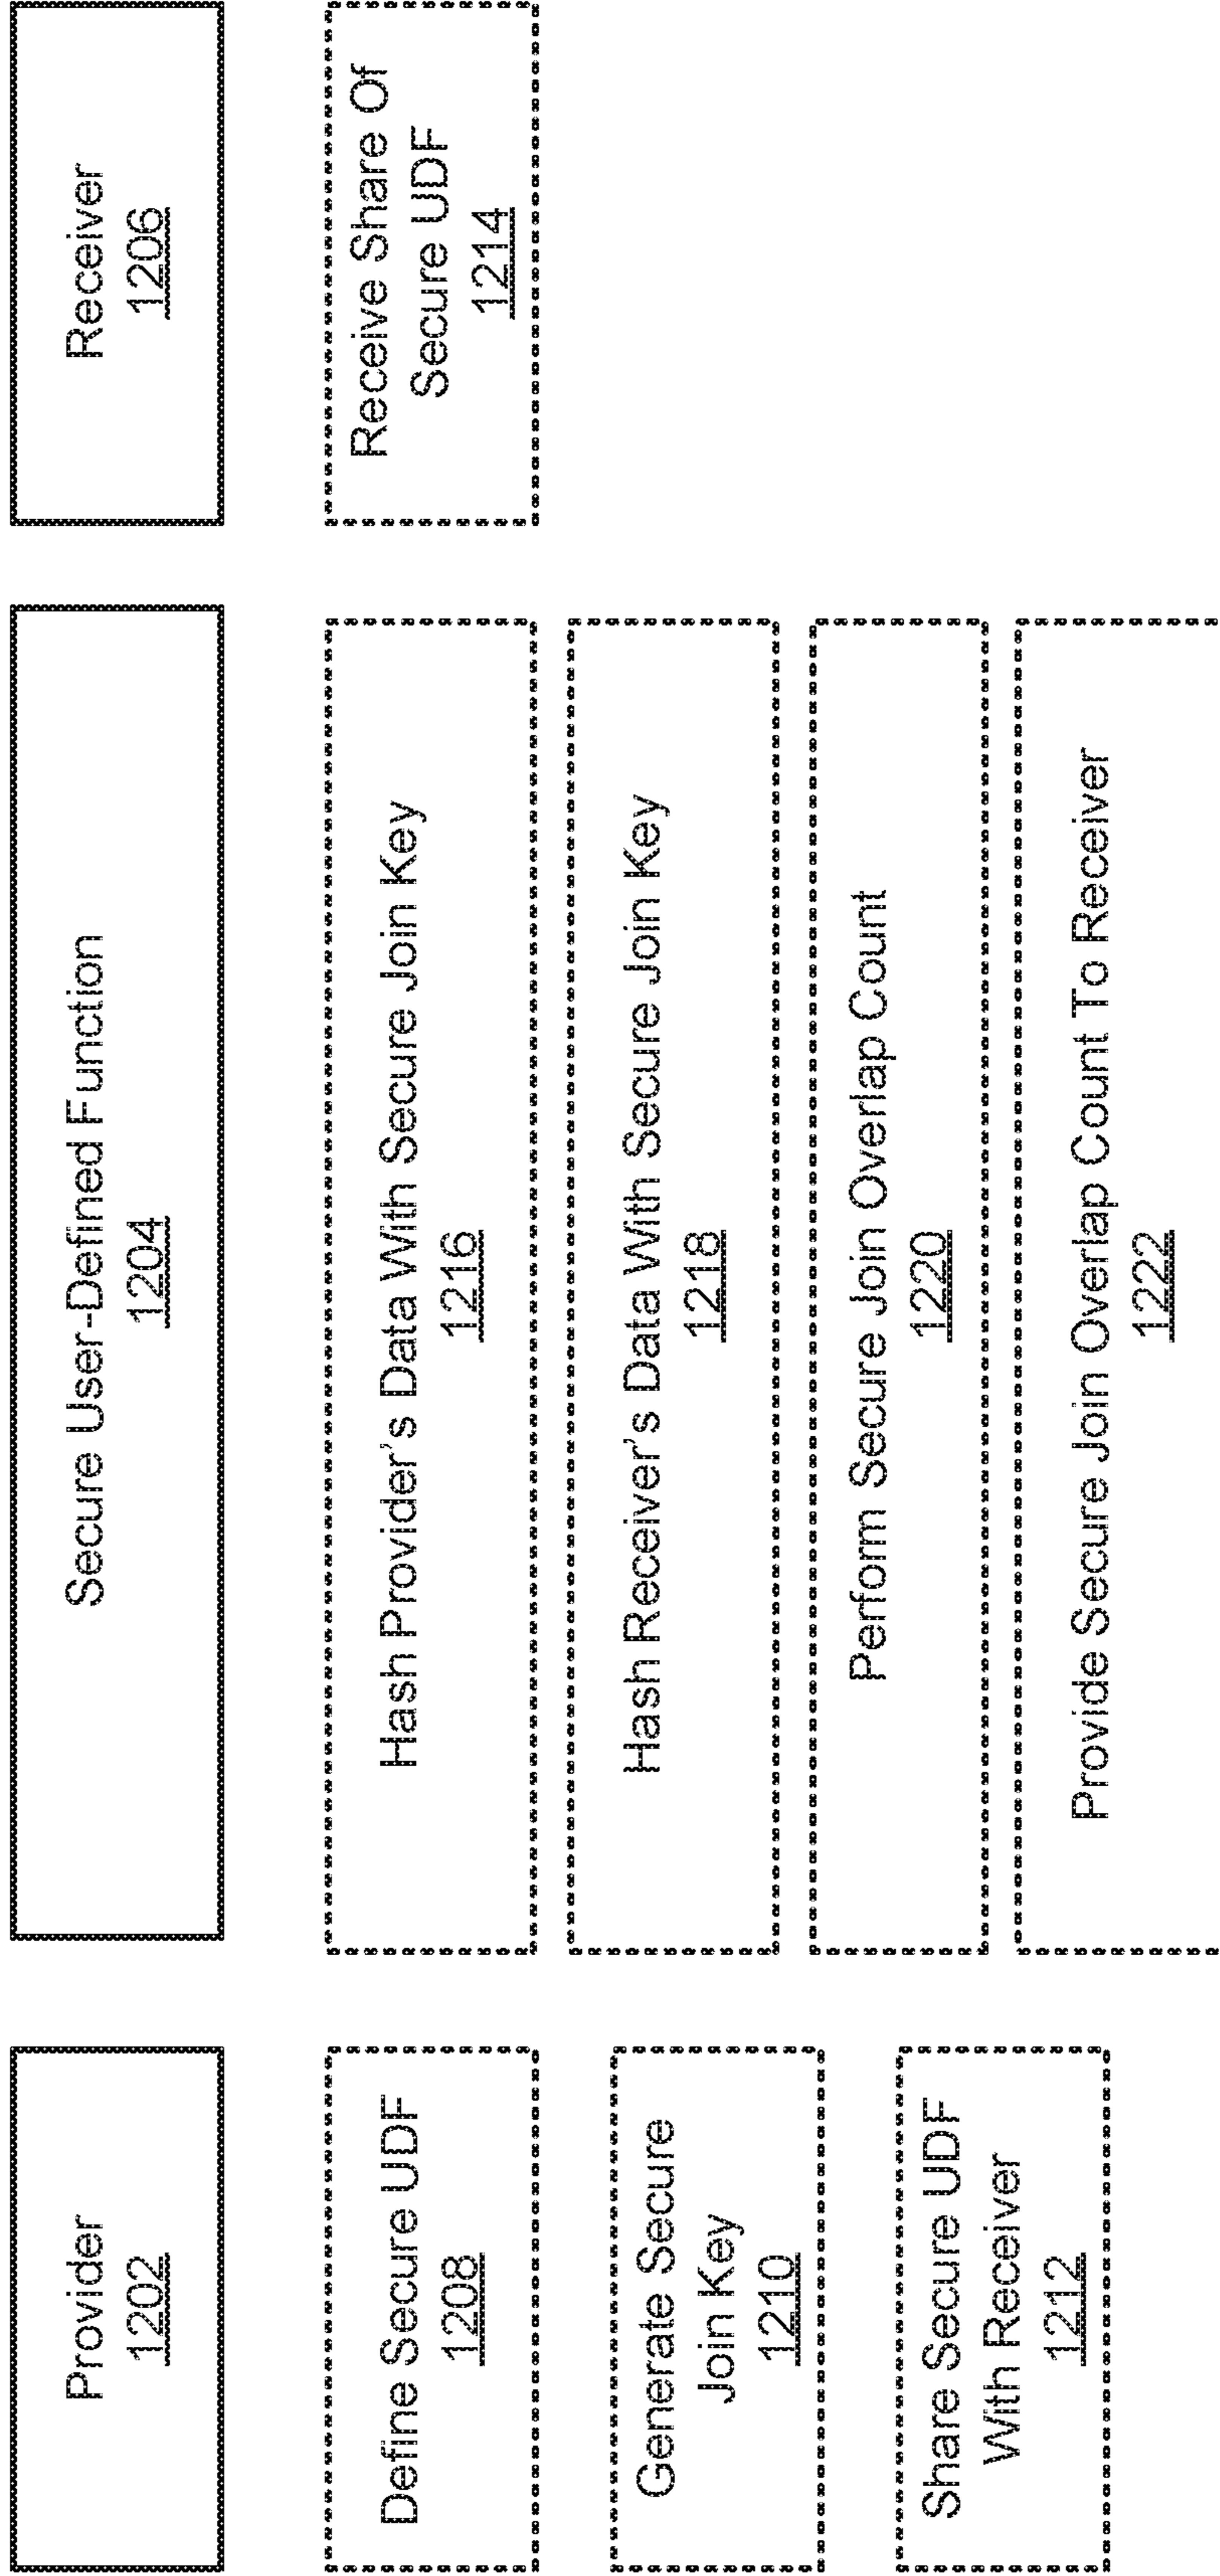 Provider
1202
Define Secure UDF
1208
Generate Secure
Join Key
1210
Share Secure UDF
With Receiver
1212
Secure User-Defined Function
1204
Hash Provider's Data With Secure Join Key
1216
Hash Receiver's Data With Secure Join Key
1218
Perform Secure Join Overlap Count
1220
Provide Secure Join Overlap Count To Receiver
1222
Receiver
1206
Receive Share Of
Secure UDF
1214